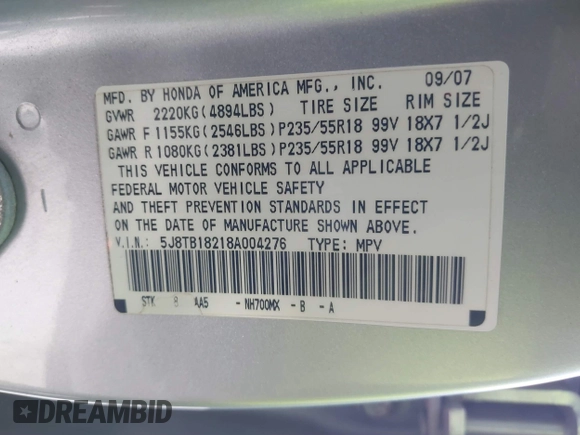 MFD. BY HONDA OF AMERICA MFG., INC. 09/07
GVWR 2220KG(4894LBS) TIRE SIZE RIM SIZE
GAWR F 1155KG(2546LBS)P235/55R18 99V 18X7 1/2J
GAWR R 1080KG(2381LBS)P235/55R18 99V 18X7 1/2J
THIS VEHICLE CONFORMS TO ALL APPLICABLE
FEDERAL MOTOR VEHICLE SAFETY
AND THEFT PREVENTION STANDARDS IN EFFECT
ON THE DATE OF MANUFACTURE SHOWN ABOVE.
V.I.N.: 5J8TB18218A004276 TYPE: MPV
STK 8 AA5 - NH700MX - B - A
DREAMBID